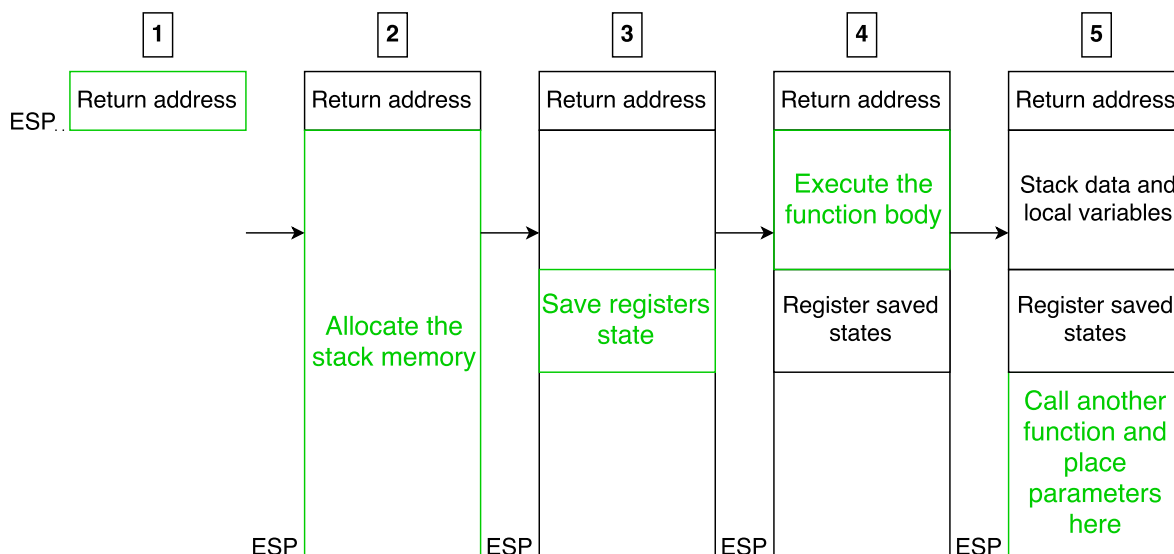 1
2
3
4
5
Return address
Return address
Return address
Return address
Return address
ESP..
Execute the
function body
Stack data and
local variables
Allocate the
stack memory
Save registers
state
Register saved
states
Register saved
states
Call another
function and
place
parameters
here
ESP
ESP
ESP
ESP